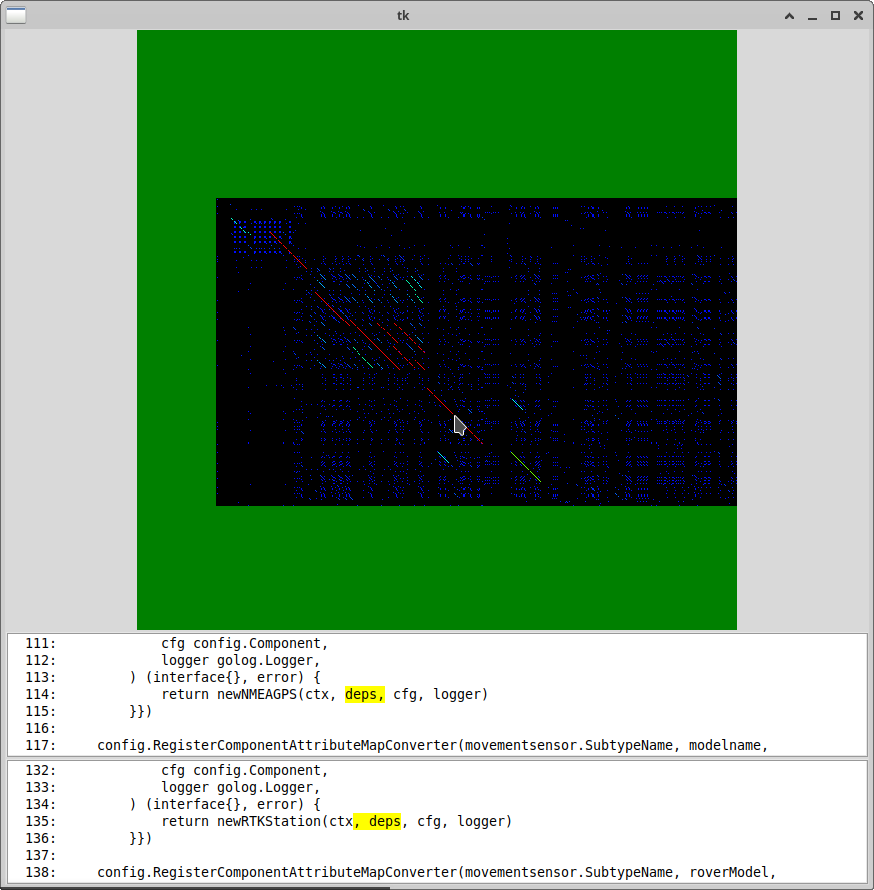 tk
111:             cfg config.Component,
112:             logger golog.Logger,
113:         ) (interface{}, error) {
114:             return newNMEAGPS(ctx, deps, cfg, logger)
115:         }})
116:
117:     config.RegisterComponentAttributeMapConverter(movementsensor.SubtypeName, modelname,
132:             cfg config.Component,
133:             logger golog.Logger,
134:         ) (interface{}, error) {
135:             return newRTKStation(ctx, deps, cfg, logger)
136:         }})
137:
138:     config.RegisterComponentAttributeMapConverter(movementsensor.SubtypeName, roverModel,